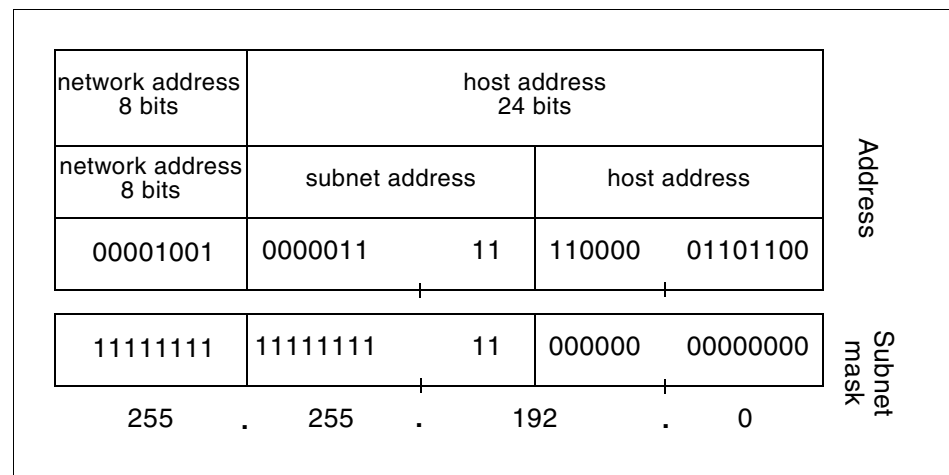 network address
8 bits
host address
24 bits
network address
8 bits
subnet address
host address
00001001 0000011 11 110000 01101100
11111111 11111111 11 000000 00000000
255 . 255 . 192 . 0
Address
Subnet
mask